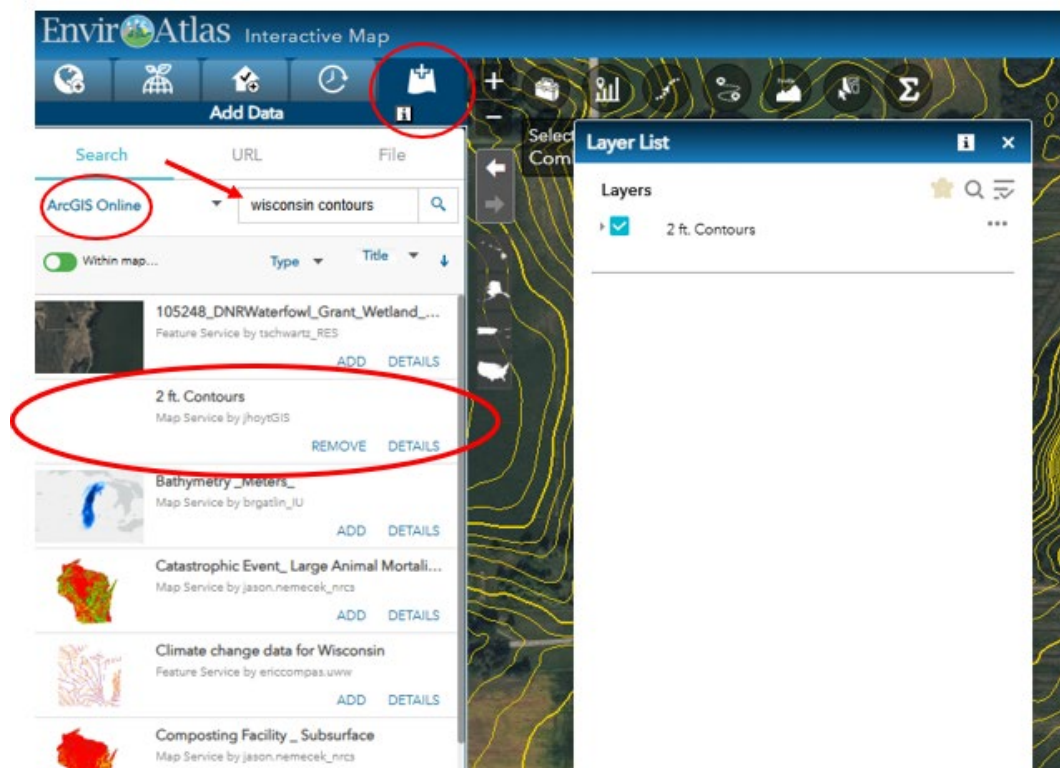 EnviroAtlas Interactive Map
Add Data
i
Search URL File
ArcGIS Online
wisconsin contours
Within map...
Type
Title
105248_DNRWaterfowl_Grant_Wetland_...
Feature Service by tschwartz_RES
ADD DETAILS
2 ft. Contours
Map Service by jhoytGIS
REMOVE DETAILS
Bathymetry _Meters_
Map Service by brgatlin_IU
ADD DETAILS
Catastrophic Event_ Large Animal Mortali...
Map Service by jason.nemecek_nrcs
ADD DETAILS
Climate change data for Wisconsin
Feature Service by ericcompas.uww
ADD DETAILS
Composting Facility _ Subsurface
Map Service by jason.nemecek_nrcs
+
−
Σ
Select
Com
Layer List
i ×
Layers
2 ft. Contours